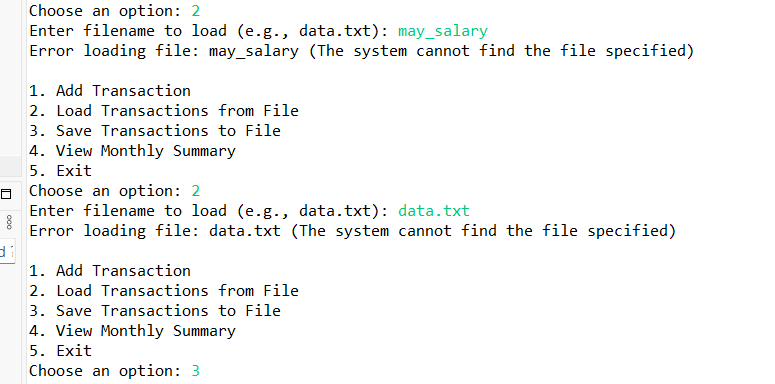 Choose an option: 2
Enter filename to load (e.g., data.txt): may_salary
Error loading file: may_salary (The system cannot find the file specified)
1. Add Transaction
2. Load Transactions from File
3. Save Transactions to File
4. View Monthly Summary
5. Exit
Choose an option: 2
Enter filename to load (e.g., data.txt): data.txt
Error loading file: data.txt (The system cannot find the file specified)
1. Add Transaction
2. Load Transactions from File
3. Save Transactions to File
4. View Monthly Summary
5. Exit
Choose an option: 3